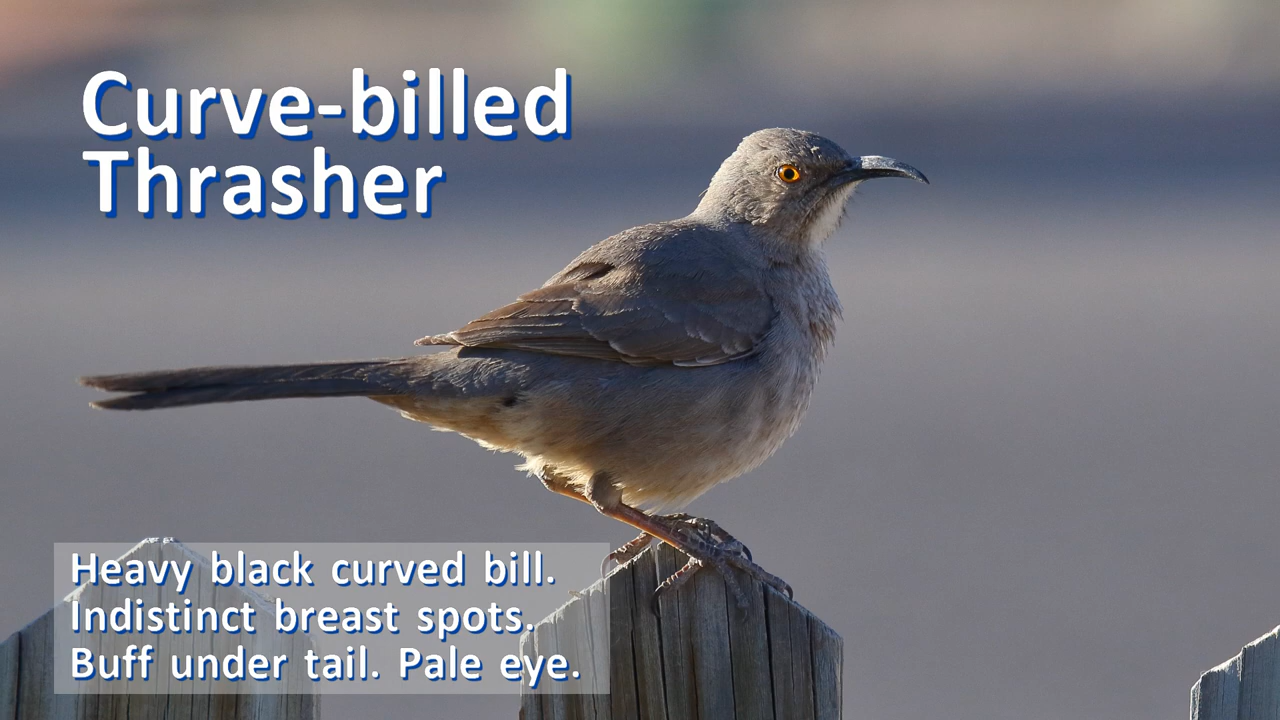 Curve-billed
Thrasher
Heavy black curved bill.
Indistinct breast spots.
Buff under tail. Pale eye.